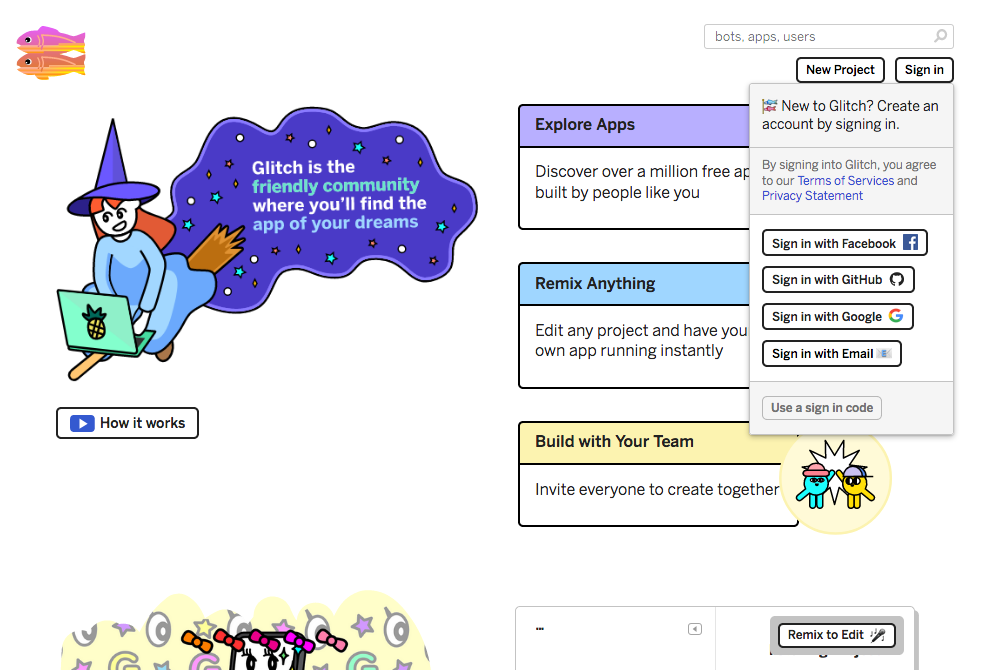 bots, apps, users
New Project
Sign in
New to Glitch? Create an
account by signing in.
By signing into Glitch, you agree
to our Terms of Services and
Privacy Statement
Sign in with Facebook
Sign in with GitHub
Sign in with Google
Sign in with Email
Use a sign in code
Glitch is the
friendly community
where you'll find the
app of your dreams
How it works
Explore Apps
Discover over a million free ap
built by people like you
Remix Anything
Edit any project and have you
own app running instantly
Build with Your Team
Invite everyone to create together
...
Remix to Edit